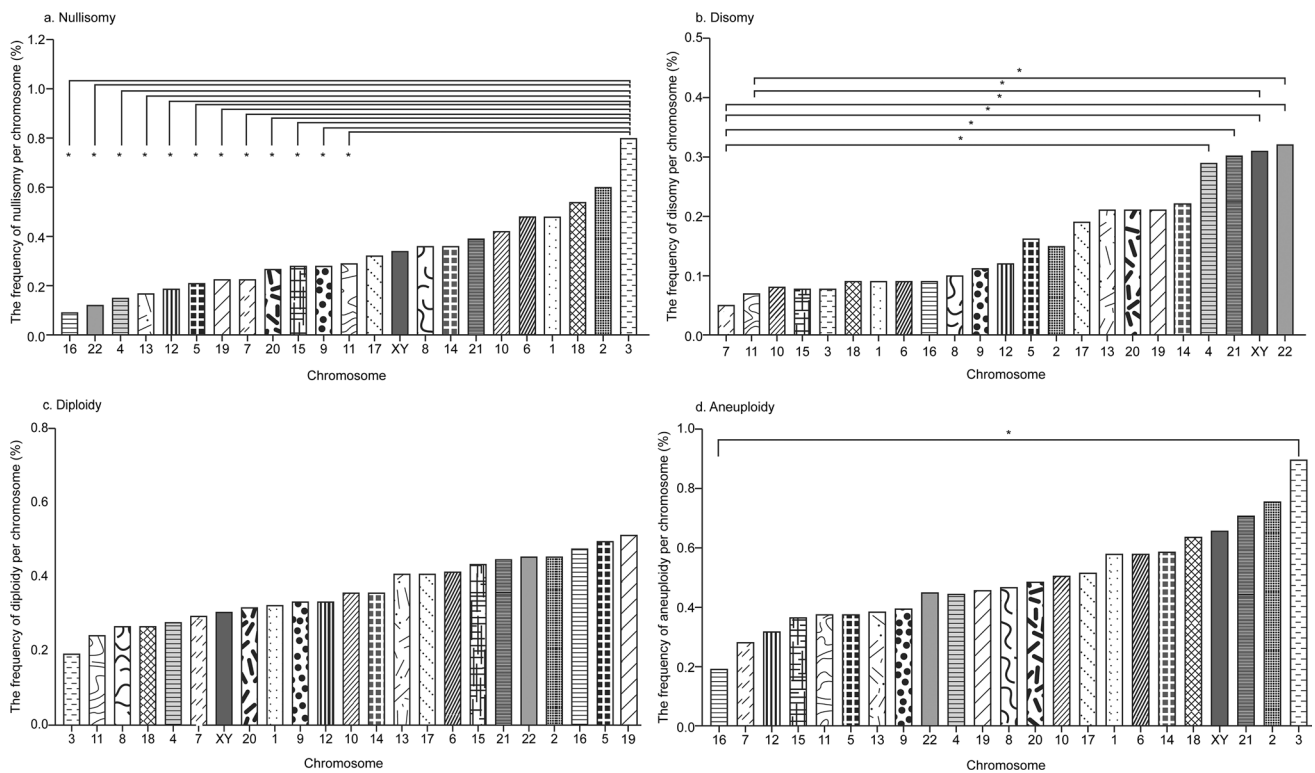 a. Nullisomy
The frequency of nullisomy per chromosome (%)
1.2
1.0
0.8
0.6
0.4
0.2
0.0
* * * * * * * * * * * *
16 22 4 13 12 5 19 7 20 15 9 11 17 XY 8 14 21 10 6 1 18 2 3
Chromosome
b. Disomy
The frequency of disomy per chromosome (%)
0.5
0.4
0.3
0.2
0.1
0.0
*
*
*
*
*
*
7 11 10 15 3 18 1 6 16 8 9 12 5 2 17 13 20 19 14 4 21 XY 22
Chromosome
c. Diploidy
The frequency of diploidy per chromosome (%)
0.8
0.6
0.4
0.2
0.0
3 11 8 18 4 7 XY 20 1 9 12 10 14 13 17 6 15 21 22 2 16 5 19
Chromosome
d. Aneuploidy
The frequency of aneuploidy per chromosome (%)
1.0
0.8
0.6
0.4
0.2
0.0
*
16 7 12 15 11 5 13 9 22 4 19 8 20 10 17 1 6 14 18 XY 21 2 3
Chromosome